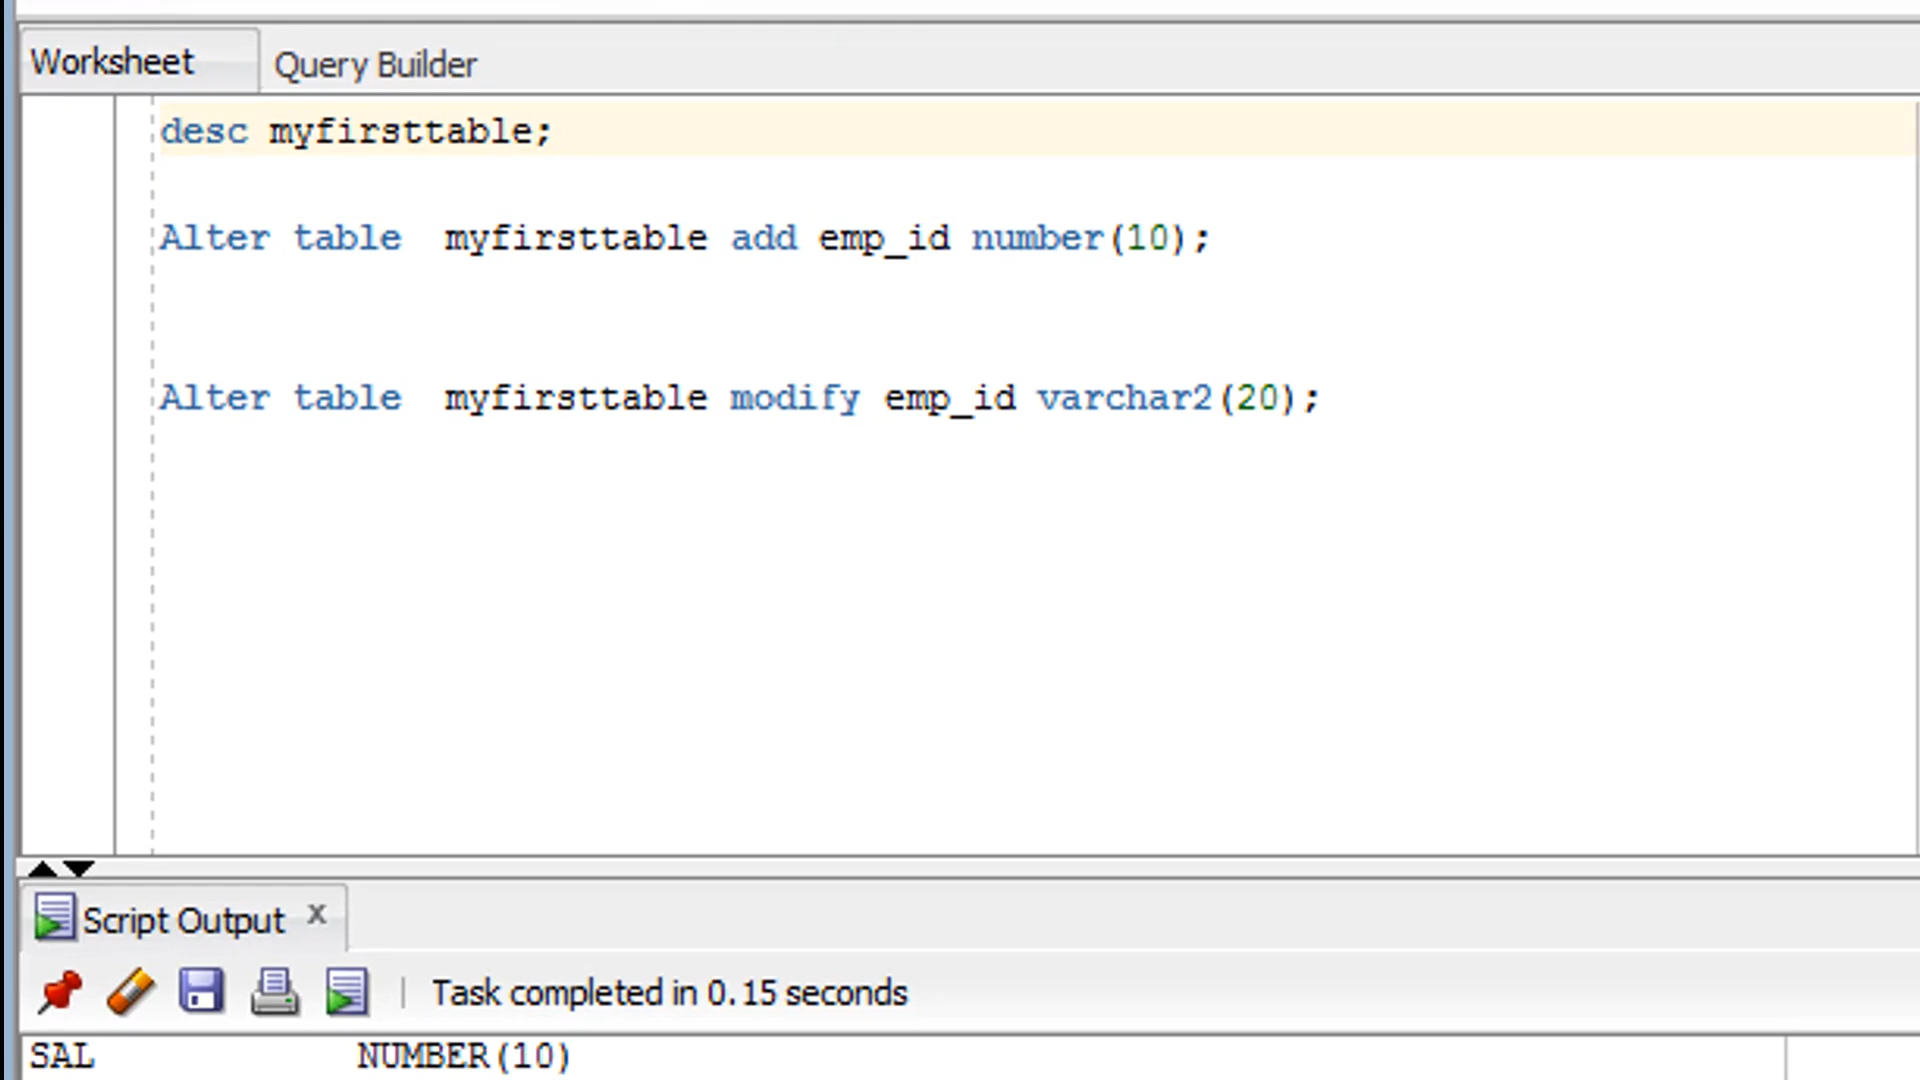 Worksheet Query Builder
desc myfirsttable;
Alter table  myfirsttable add emp_id number(10);
Alter table  myfirsttable modify emp_id varchar2(20);
Script Output x
Task completed in 0.15 seconds
SAL NUMBER(10)